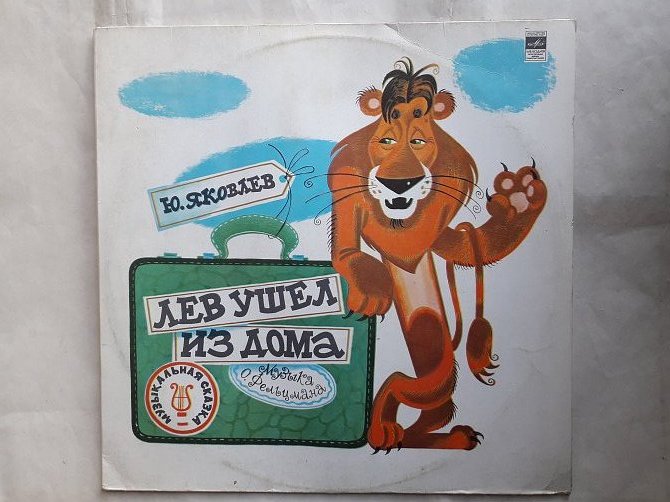 Ю. ЯКОВЛЕВ
ЛЕВ УШЕЛ
ИЗ ДОМА
Музыка
О. Фельцмана
МУЗЫКАЛЬНАЯ СКАЗКА